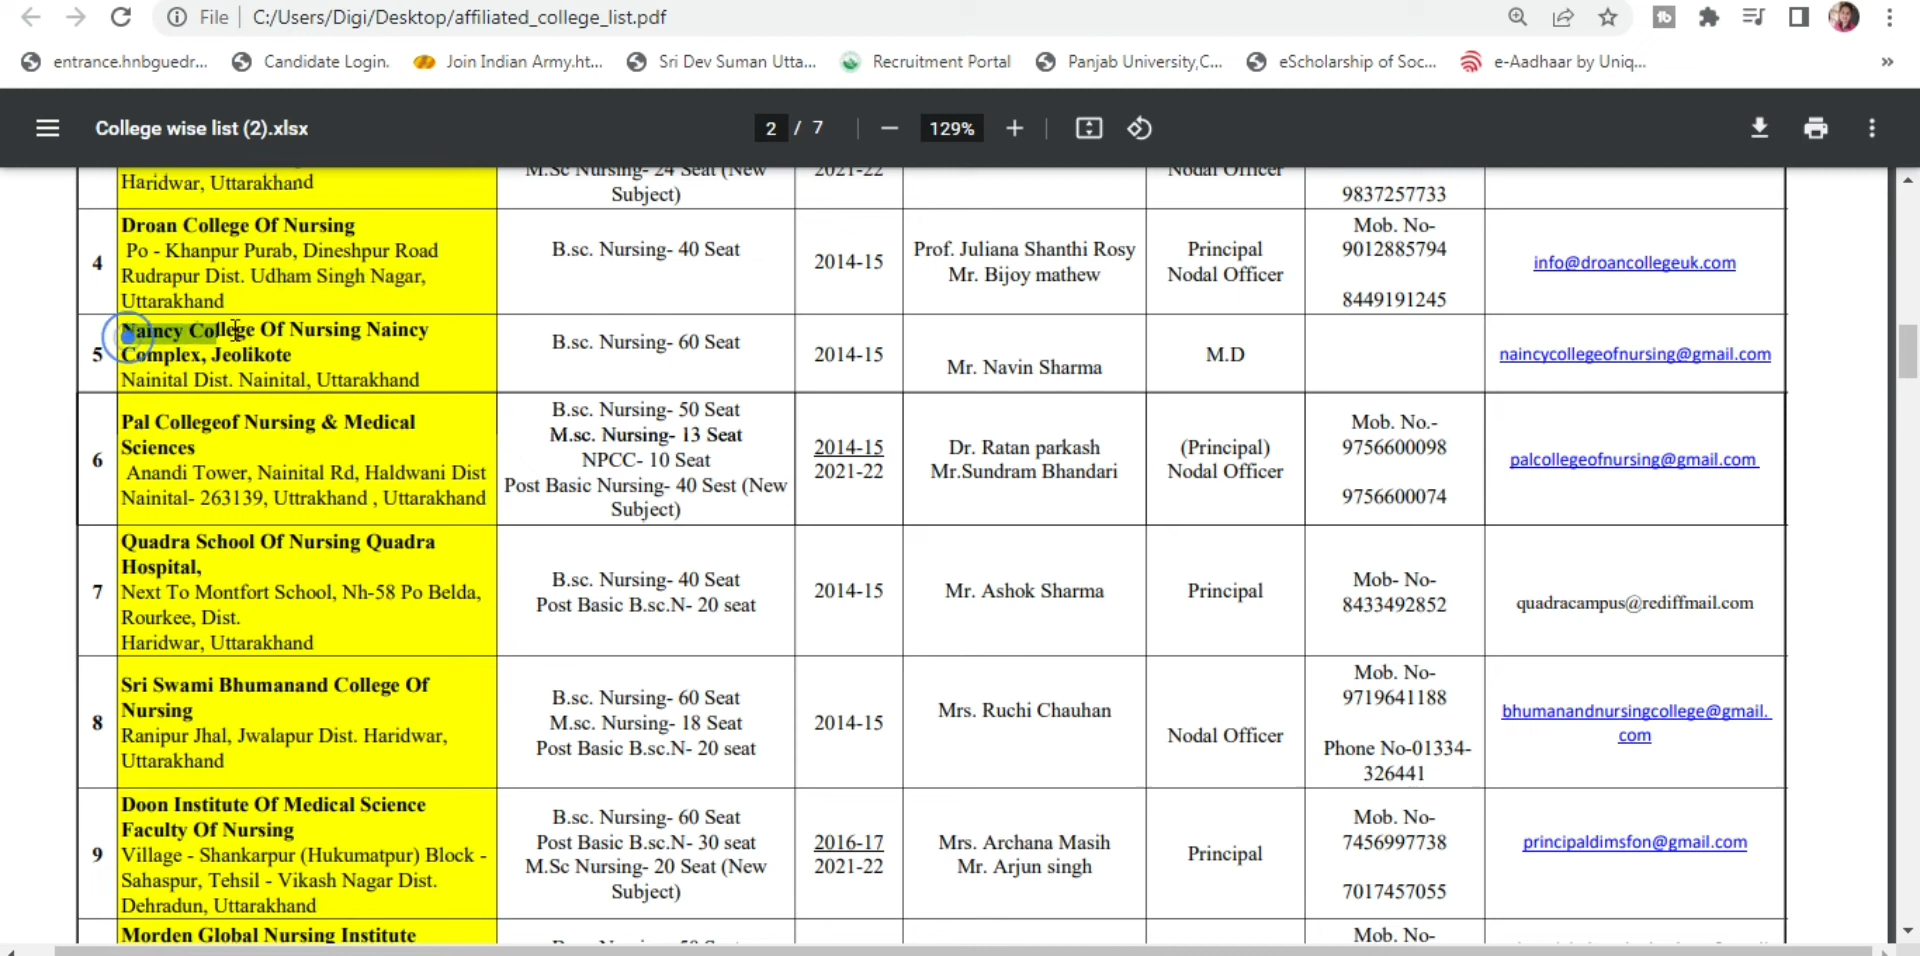 File | C:/Users/Digi/Desktop/affiliated_college_list.pdf
entrance.hnbguedr... Candidate Login. Join Indian Army.ht... Sri Dev Suman Utta... Recruitment Portal Panjab University,C... eScholarship of Soc... e-Aadhaar by Uniq... »
College wise list (2).xlsx 2 / 7 129%
Haridwar, Uttarakhand
M.Sc Nursing- 24 Seat (New
Subject)
2021-22
Nodal Officer
9837257733
4
Droan College Of Nursing
Po - Khanpur Purab, Dineshpur Road
Rudrapur Dist. Udham Singh Nagar,
Uttarakhand
B.sc. Nursing- 40 Seat
2014-15
Prof. Juliana Shanthi Rosy
Mr. Bijoy mathew
Principal
Nodal Officer
Mob. No-
9012885794
8449191245
info@droancollegeuk.com
5
Naincy College Of Nursing Naincy
Complex, Jeolikote
Nainital Dist. Nainital, Uttarakhand
B.sc. Nursing- 60 Seat
2014-15
Mr. Navin Sharma
M.D
naincycollegeofnursing@gmail.com
6
Pal Collegeof Nursing & Medical
Sciences
Anandi Tower, Nainital Rd, Haldwani Dist
Nainital- 263139, Uttrakhand , Uttarakhand
B.sc. Nursing- 50 Seat
M.sc. Nursing- 13 Seat
NPCC- 10 Seat
Post Basic Nursing- 40 Sest (New
Subject)
2014-15
2021-22
Dr. Ratan parkash
Mr.Sundram Bhandari
(Principal)
Nodal Officer
Mob. No.-
9756600098
9756600074
palcollegeofnursing@gmail.com
7
Quadra School Of Nursing Quadra
Hospital,
Next To Montfort School, Nh-58 Po Belda,
Rourkee, Dist.
Haridwar, Uttarakhand
B.sc. Nursing- 40 Seat
Post Basic B.sc.N- 20 seat
2014-15
Mr. Ashok Sharma
Principal
Mob- No-
8433492852
quadracampus@rediffmail.com
8
Sri Swami Bhumanand College Of
Nursing
Ranipur Jhal, Jwalapur Dist. Haridwar,
Uttarakhand
B.sc. Nursing- 60 Seat
M.sc. Nursing- 18 Seat
Post Basic B.sc.N- 20 seat
2014-15
Mrs. Ruchi Chauhan
Nodal Officer
Mob. No-
9719641188
Phone No-01334-
326441
bhumanandnursingcollege@gmail.
com
9
Doon Institute Of Medical Science
Faculty Of Nursing
Village - Shankarpur (Hukumatpur) Block -
Sahaspur, Tehsil - Vikash Nagar Dist.
Dehradun, Uttarakhand
B.sc. Nursing- 60 Seat
Post Basic B.sc.N- 30 seat
M.Sc Nursing- 20 Seat (New
Subject)
2016-17
2021-22
Mrs. Archana Masih
Mr. Arjun singh
Principal
Mob. No-
7456997738
7017457055
principaldimsfon@gmail.com
Morden Global Nursing Institute
Mob. No-